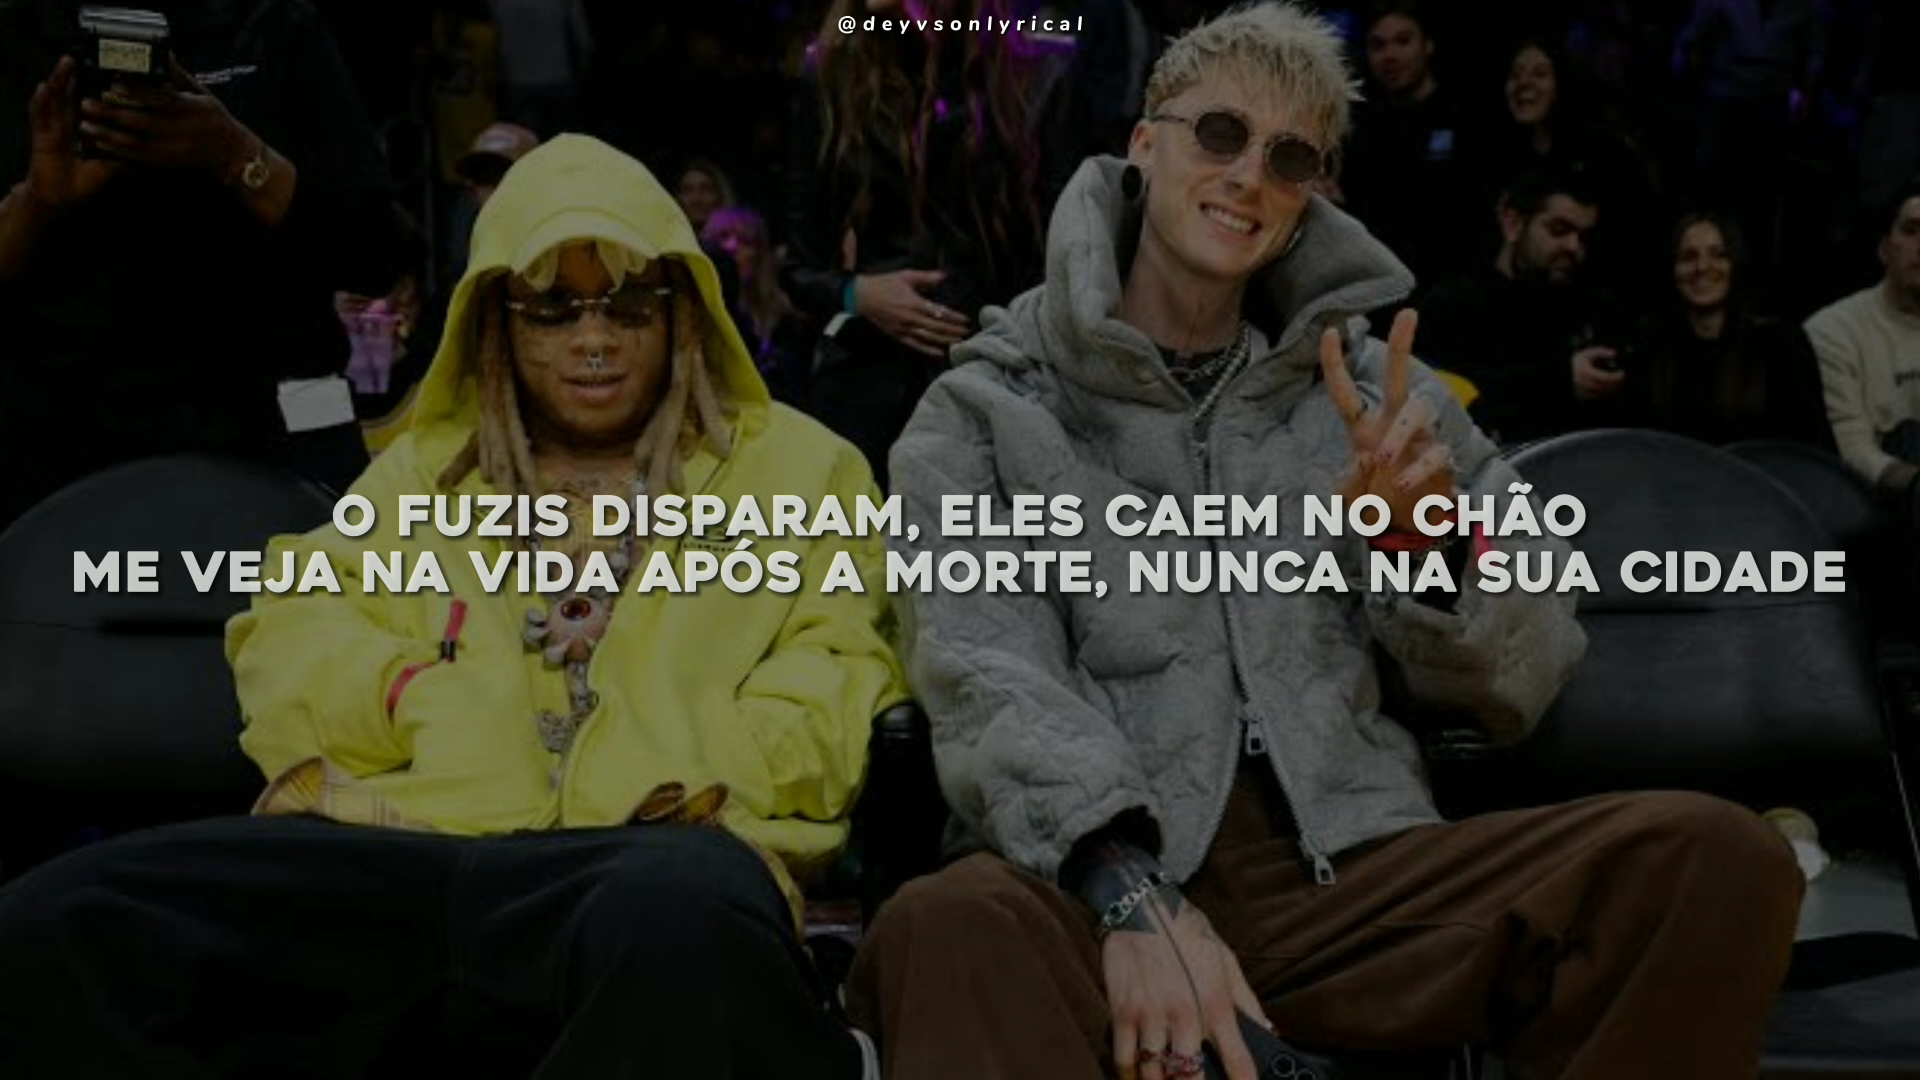 @deyvsonlyrical
O FUZIS DISPARAM, ELES CAEM NO CHÃO
ME VEJA NA VIDA APÓS A MORTE, NUNCA NA SUA CIDADE